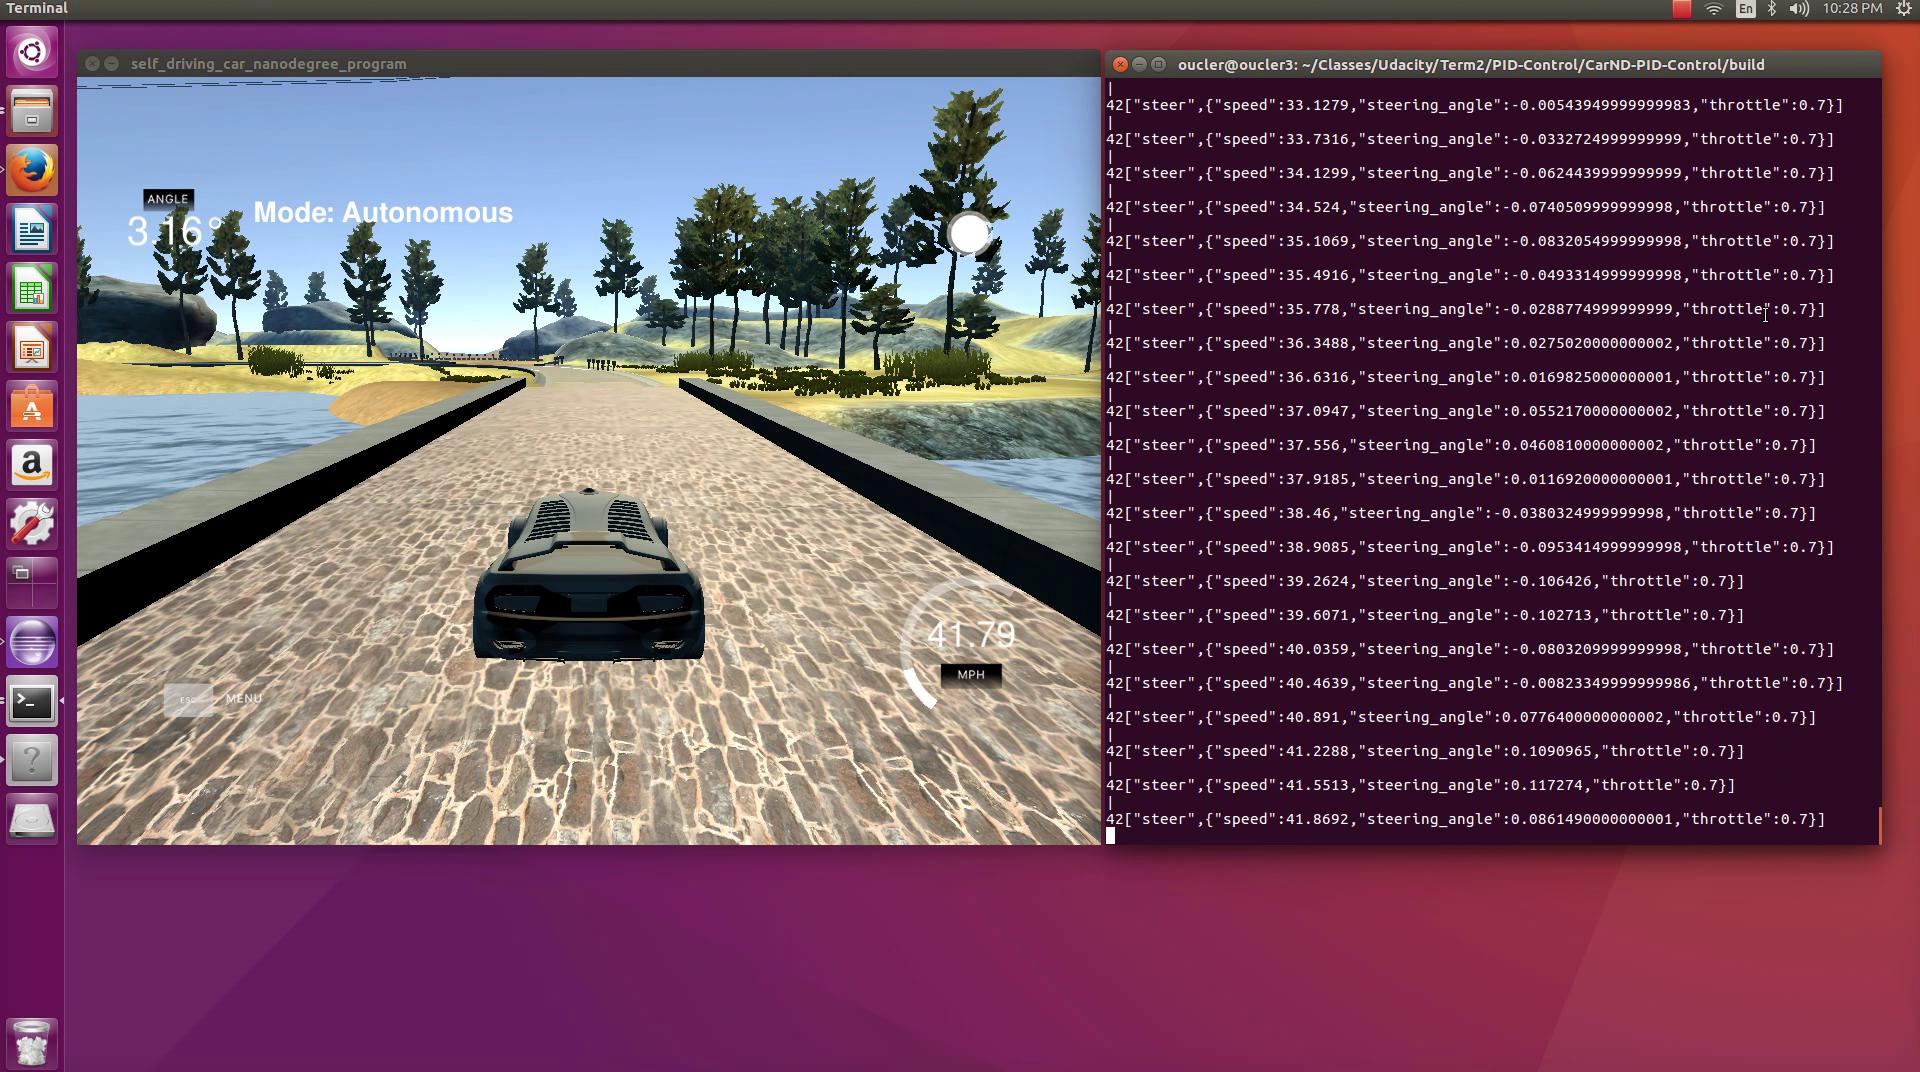 Terminal
En
10:28 PM
self_driving_car_nanodegree_program
ANGLE
3.16°
Mode: Autonomous
41.79
MPH
ESC
MENU
oucler@oucler3: ~/Classes/Udacity/Term2/PID-Control/CarND-PID-Control/build
|
42["steer",{"speed":33.1279,"steering_angle":-0.00543949999999983,"throttle":0.7}]
|
42["steer",{"speed":33.7316,"steering_angle":-0.0332724999999999,"throttle":0.7}]
|
42["steer",{"speed":34.1299,"steering_angle":-0.0624439999999999,"throttle":0.7}]
|
42["steer",{"speed":34.524,"steering_angle":-0.0740509999999998,"throttle":0.7}]
|
42["steer",{"speed":35.1069,"steering_angle":-0.0832054999999998,"throttle":0.7}]
|
42["steer",{"speed":35.4916,"steering_angle":-0.0493314999999998,"throttle":0.7}]
|
42["steer",{"speed":35.778,"steering_angle":-0.0288774999999999,"throttle":0.7}]
|
42["steer",{"speed":36.3488,"steering_angle":0.0275020000000002,"throttle":0.7}]
|
42["steer",{"speed":36.6316,"steering_angle":0.0169825000000001,"throttle":0.7}]
|
42["steer",{"speed":37.0947,"steering_angle":0.0552170000000002,"throttle":0.7}]
|
42["steer",{"speed":37.556,"steering_angle":0.0460810000000002,"throttle":0.7}]
|
42["steer",{"speed":37.9185,"steering_angle":0.0116920000000001,"throttle":0.7}]
|
42["steer",{"speed":38.46,"steering_angle":-0.0380324999999998,"throttle":0.7}]
|
42["steer",{"speed":38.9085,"steering_angle":-0.0953414999999998,"throttle":0.7}]
|
42["steer",{"speed":39.2624,"steering_angle":-0.106426,"throttle":0.7}]
|
42["steer",{"speed":39.6071,"steering_angle":-0.102713,"throttle":0.7}]
|
42["steer",{"speed":40.0359,"steering_angle":-0.0803209999999998,"throttle":0.7}]
|
42["steer",{"speed":40.4639,"steering_angle":-0.00823349999999986,"throttle":0.7}]
|
42["steer",{"speed":40.891,"steering_angle":0.0776400000000002,"throttle":0.7}]
|
42["steer",{"speed":41.2288,"steering_angle":0.1090965,"throttle":0.7}]
|
42["steer",{"speed":41.5513,"steering_angle":0.117274,"throttle":0.7}]
|
42["steer",{"speed":41.8692,"steering_angle":0.0861490000000001,"throttle":0.7}]